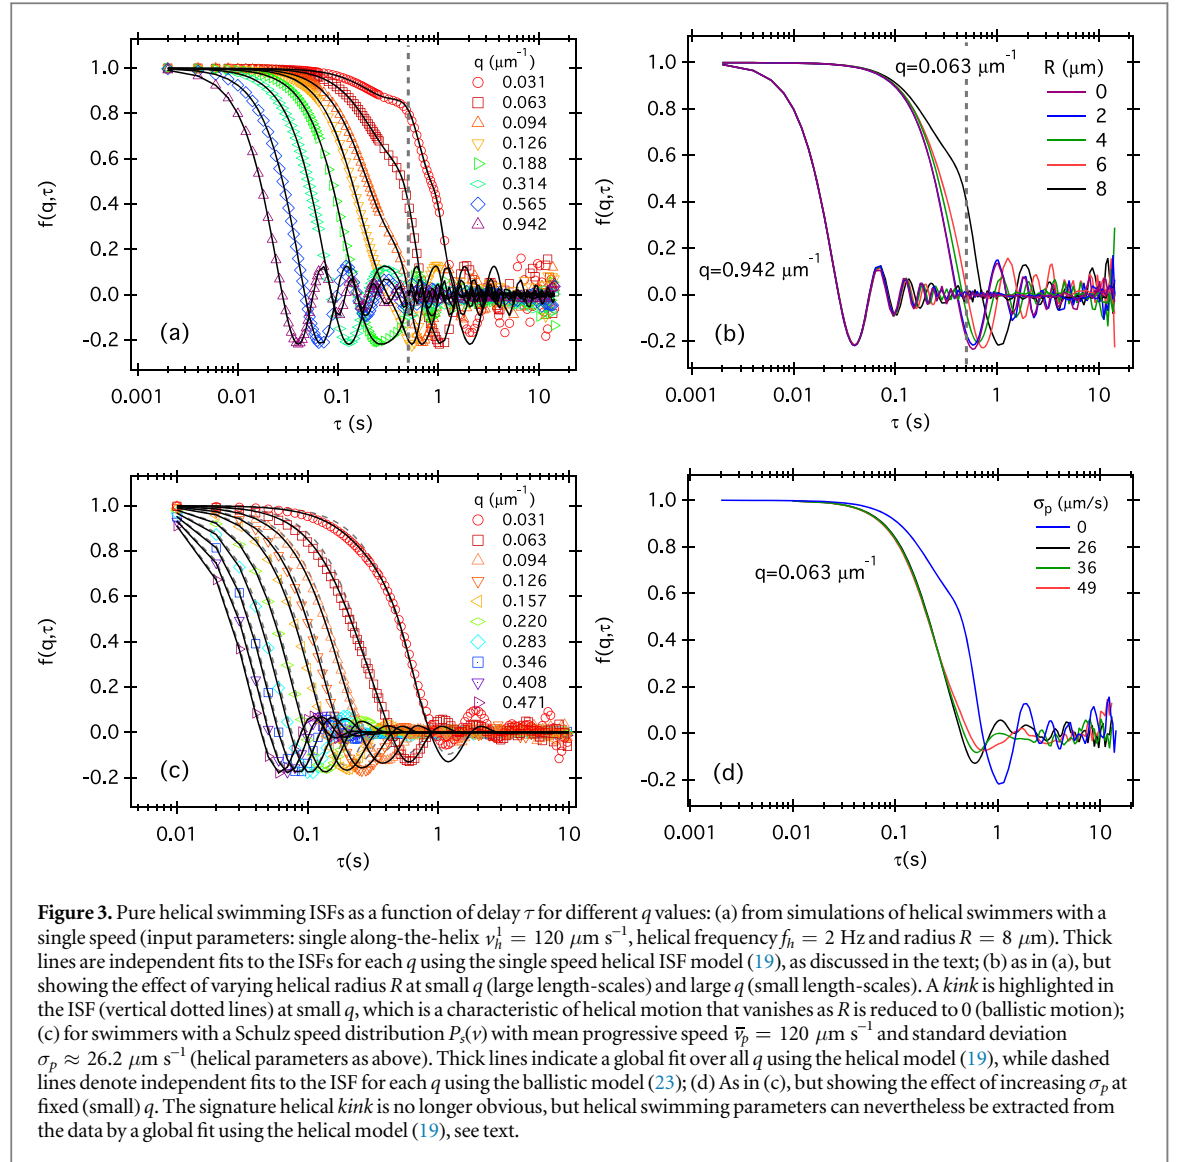 1.0
0.8
0.6
0.4
0.2
0.0
-0.2
f(q,τ)
0.001
0.01
0.1
1
10
τ (s)
q (μm⁻¹)
0.031
0.063
0.094
0.126
0.188
0.314
0.565
0.942
(a)
1.0
0.8
0.6
0.4
0.2
0.0
-0.2
f(q,τ)
0.001
0.01
0.1
1
10
τ (s)
q=0.063 μm⁻¹
R (μm)
0
2
4
6
8
q=0.942 μm⁻¹
(b)
1.0
0.8
0.6
0.4
0.2
0.0
-0.2
f(q,τ)
0.01
0.1
1
10
τ(s)
q (μm⁻¹)
0.031
0.063
0.094
0.126
0.157
0.220
0.283
0.346
0.408
0.471
(c)
1.0
0.8
0.6
0.4
0.2
0.0
-0.2
f(q,τ)
0.001
0.01
0.1
1
10
τ(s)
σp (μm/s)
0
26
36
49
q=0.063 μm⁻¹
(d)
Figure 3. Pure helical swimming ISFs as a function of delay τ for different q values: (a) from simulations of helical swimmers with a
single speed (input parameters: single along-the-helix νₕ¹ = 120 μm s⁻¹, helical frequency fₕ = 2 Hz and radius R = 8 μm). Thick
lines are independent fits to the ISFs for each q using the single speed helical ISF model (19), as discussed in the text; (b) as in (a), but
showing the effect of varying helical radius R at small q (large length-scales) and large q (small length-scales). A kink is highlighted in
the ISF (vertical dotted lines) at small q, which is a characteristic of helical motion that vanishes as R is reduced to 0 (ballistic motion);
(c) for swimmers with a Schulz speed distribution Pₛ(ν) with mean progressive speed ν̄ₚ = 120 μm s⁻¹ and standard deviation
σₚ ≈ 26.2 μm s⁻¹ (helical parameters as above). Thick lines indicate a global fit over all q using the helical model (19), while dashed
lines denote independent fits to the ISF for each q using the ballistic model (23); (d) As in (c), but showing the effect of increasing σₚ at
fixed (small) q. The signature helical kink is no longer obvious, but helical swimming parameters can nevertheless be extracted from
the data by a global fit using the helical model (19), see text.